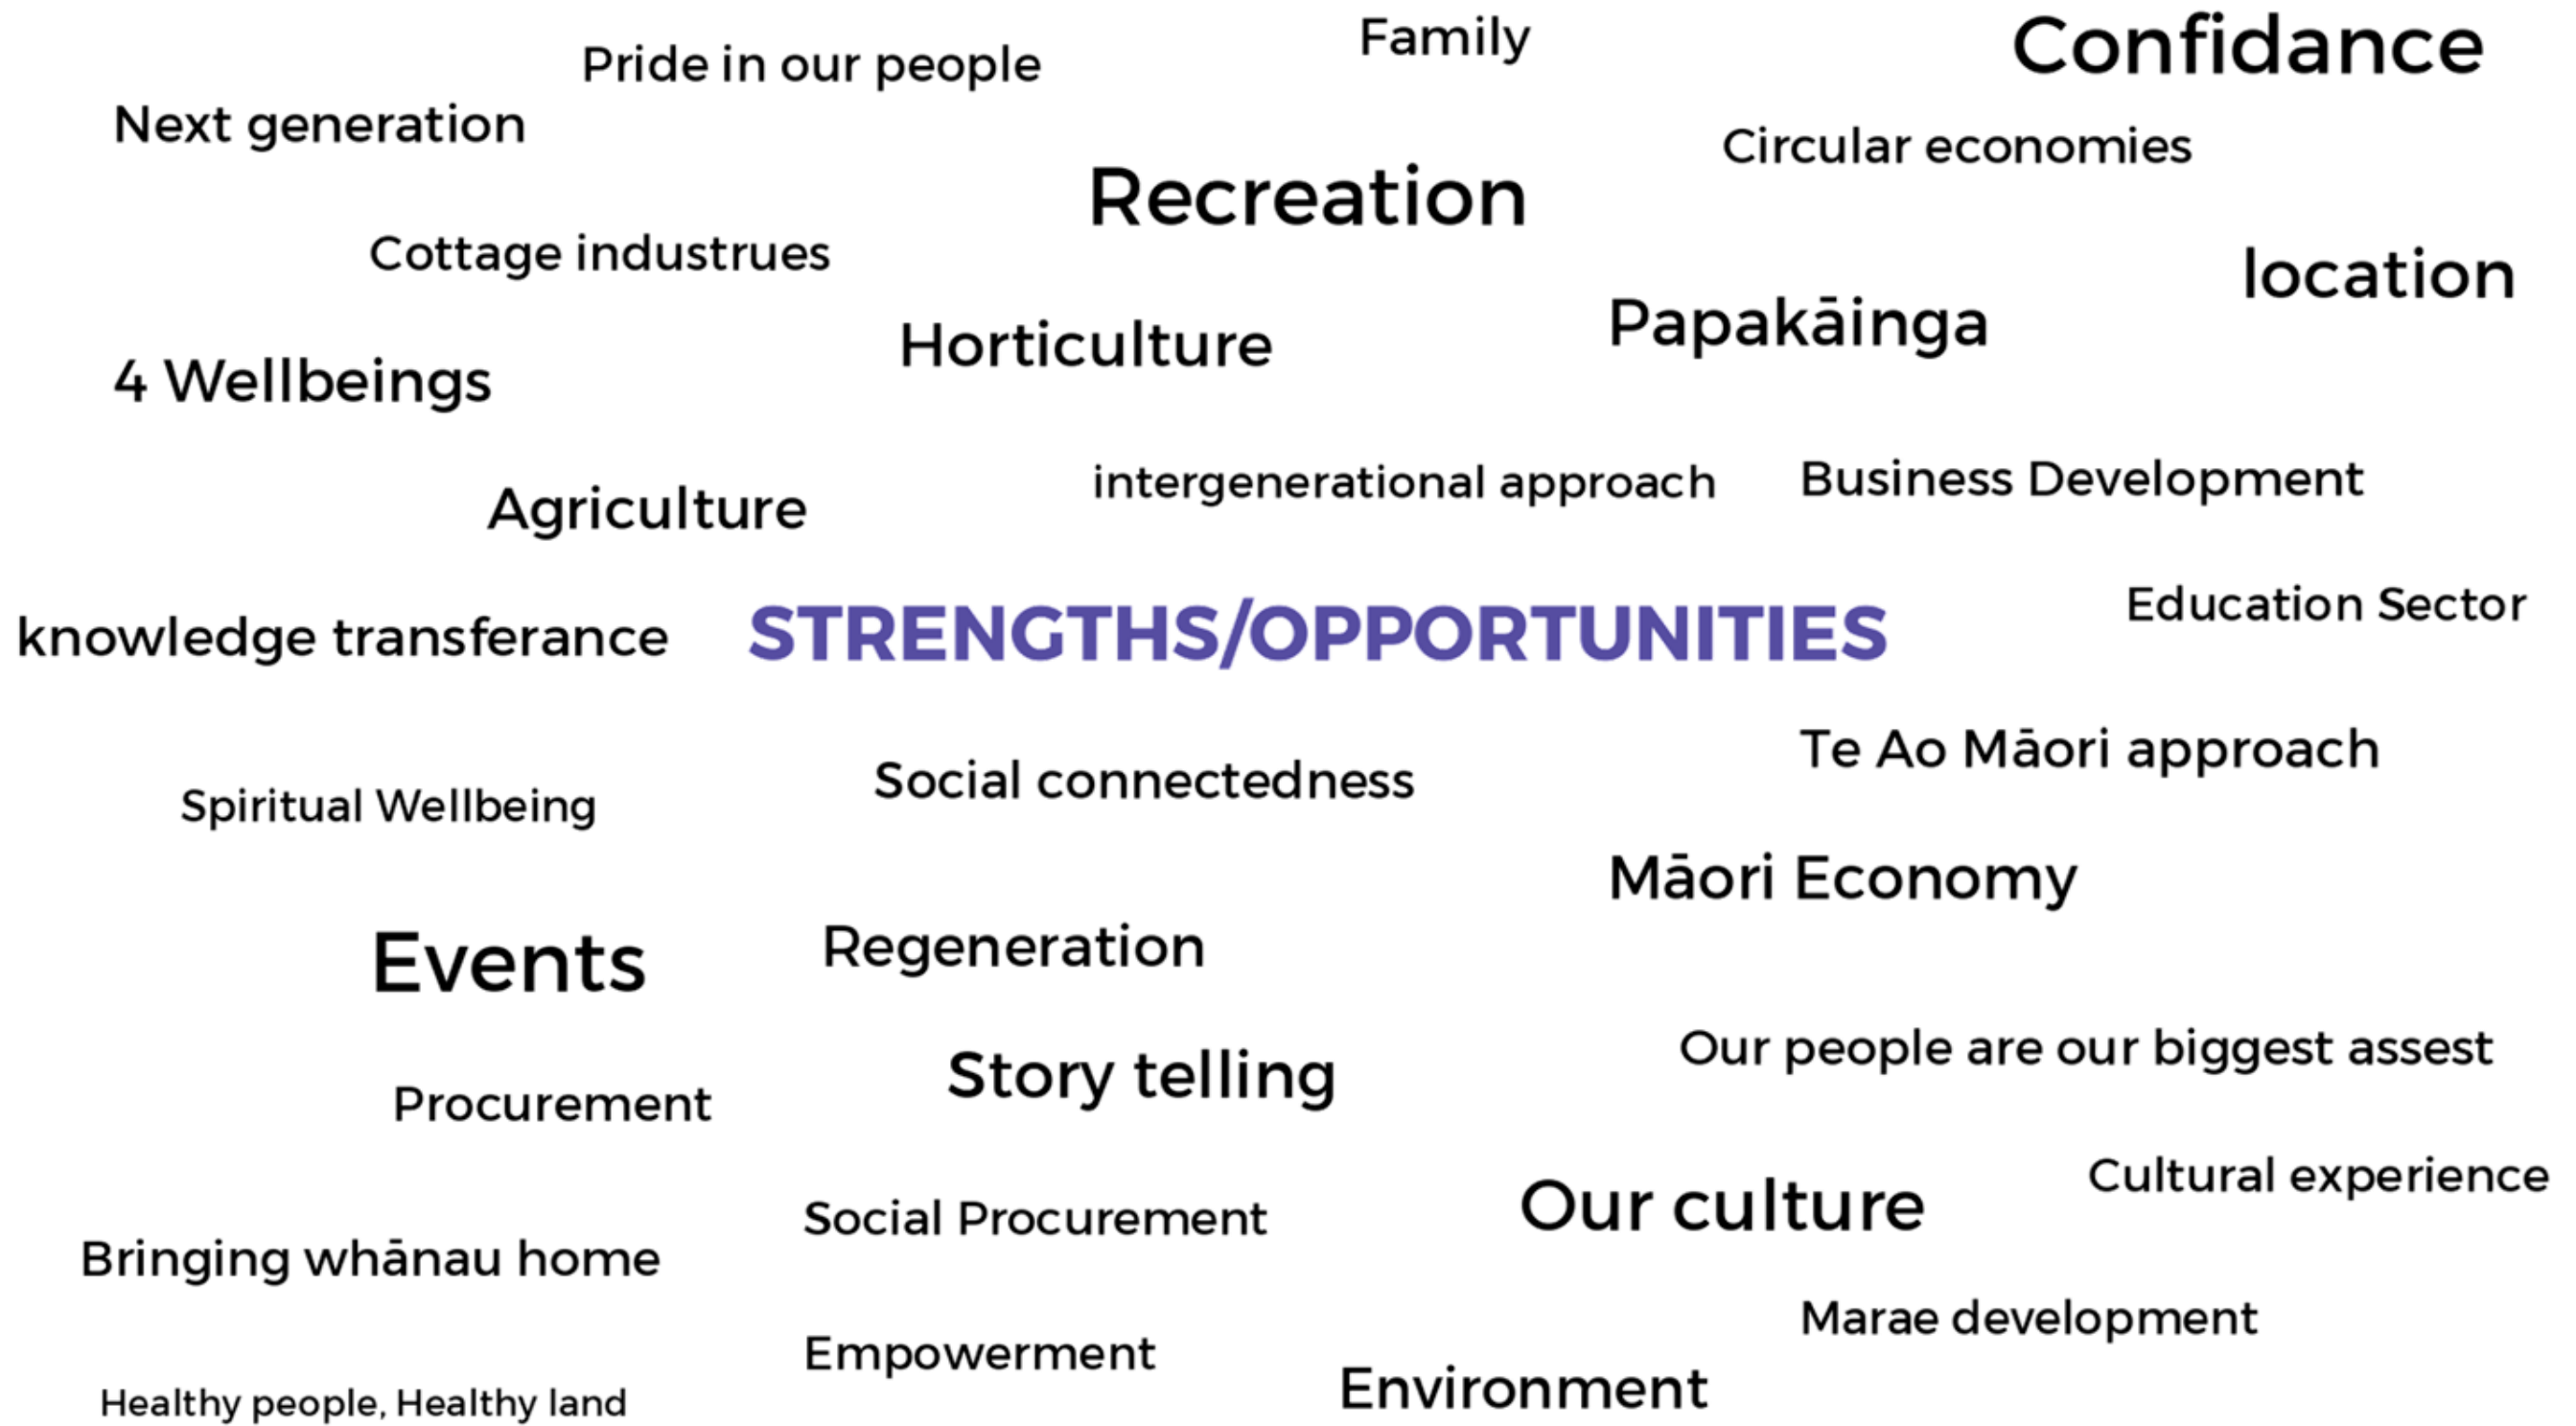 Family
Confidance
Pride in our people
Next generation
Circular economies
Recreation
Cottage industrues
location
Papakāinga
Horticulture
4 Wellbeings
intergenerational approach
Business Development
Agriculture
Education Sector
knowledge transferance
STRENGTHS/OPPORTUNITIES
Te Ao Māori approach
Social connectedness
Spiritual Wellbeing
Māori Economy
Events
Regeneration
Our people are our biggest assest
Story telling
Procurement
Cultural experience
Our culture
Social Procurement
Bringing whānau home
Marae development
Empowerment
Environment
Healthy people, Healthy land